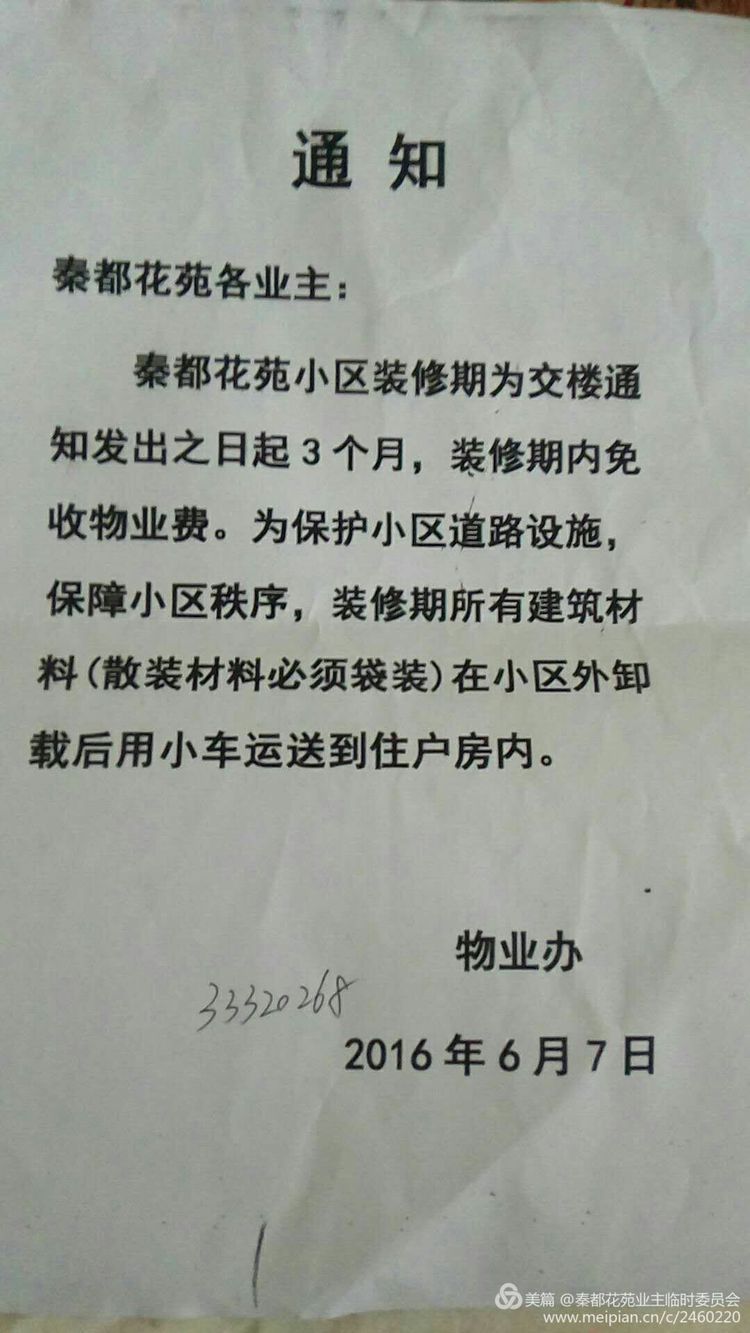 通 知
秦都花苑各业主：
秦都花苑小区装修期为交楼通
知发出之日起3个月，装修期内免
收物业费。为保护小区道路设施，
保障小区秩序，装修期所有建筑材
料(散装材料必须袋装)在小区外卸
载后用小车运送到住户房内。
物业办
33320268
2016年6月7日
美篇 @秦都花苑业主临时委员会
www.meipian.cn/c/2460220